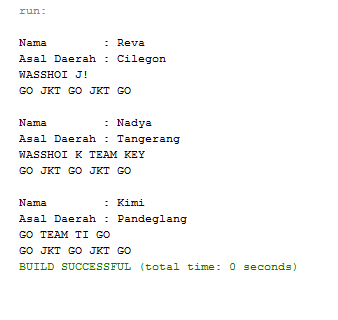 run:
Nama         : Reva
Asal Daerah : Cilegon
WASSHOI J!
GO JKT GO JKT GO
Nama         : Nadya
Asal Daerah : Tangerang
WASSHOI K TEAM KEY
GO JKT GO JKT GO
Nama         : Kimi
Asal Daerah : Pandeglang
GO TEAM TI GO
GO JKT GO JKT GO
BUILD SUCCESSFUL (total time: 0 seconds)